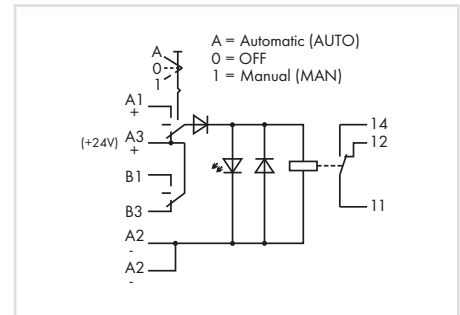 A = Automatic (AUTO)
0 = OFF
1 = Manual (MAN)
A
0
1
A1
+
(+24V) A3
+
B1
B3
A2
-
A2
-
14
12
11